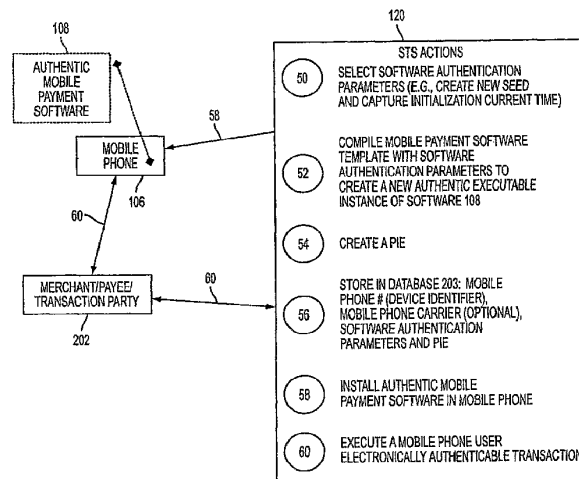 108
AUTHENTIC
MOBILE
PAYMENT
SOFTWARE
MOBILE
PHONE
106
58
60
60
MERCHANT/PAYEE/
TRANSACTION PARTY
202
120
STS ACTIONS
50
SELECT SOFTWARE AUTHENTICATION
PARAMETERS (E.G., CREATE NEW SEED
AND CAPTURE INITIALIZATION CURRENT TIME)
52
COMPILE MOBILE PAYMENT SOFTWARE
TEMPLATE WITH SOFTWARE
AUTHENTICATION PARAMETERS TO
CREATE A NEW AUTHENTIC EXECUTABLE
INSTANCE OF SOFTWARE 108
54
CREATE A PIE
56
STORE IN DATABASE 203: MOBILE
PHONE # (DEVICE IDENTIFIER),
MOBILE PHONE CARRIER (OPTIONAL),
SOFTWARE AUTHENTICATION
PARAMETERS AND PIE
58
INSTALL AUTHENTIC MOBILE
PAYMENT SOFTWARE IN MOBILE PHONE
60
EXECUTE A MOBILE PHONE USER
ELECTRONICALLY AUTHENTICABLE TRANSACTION